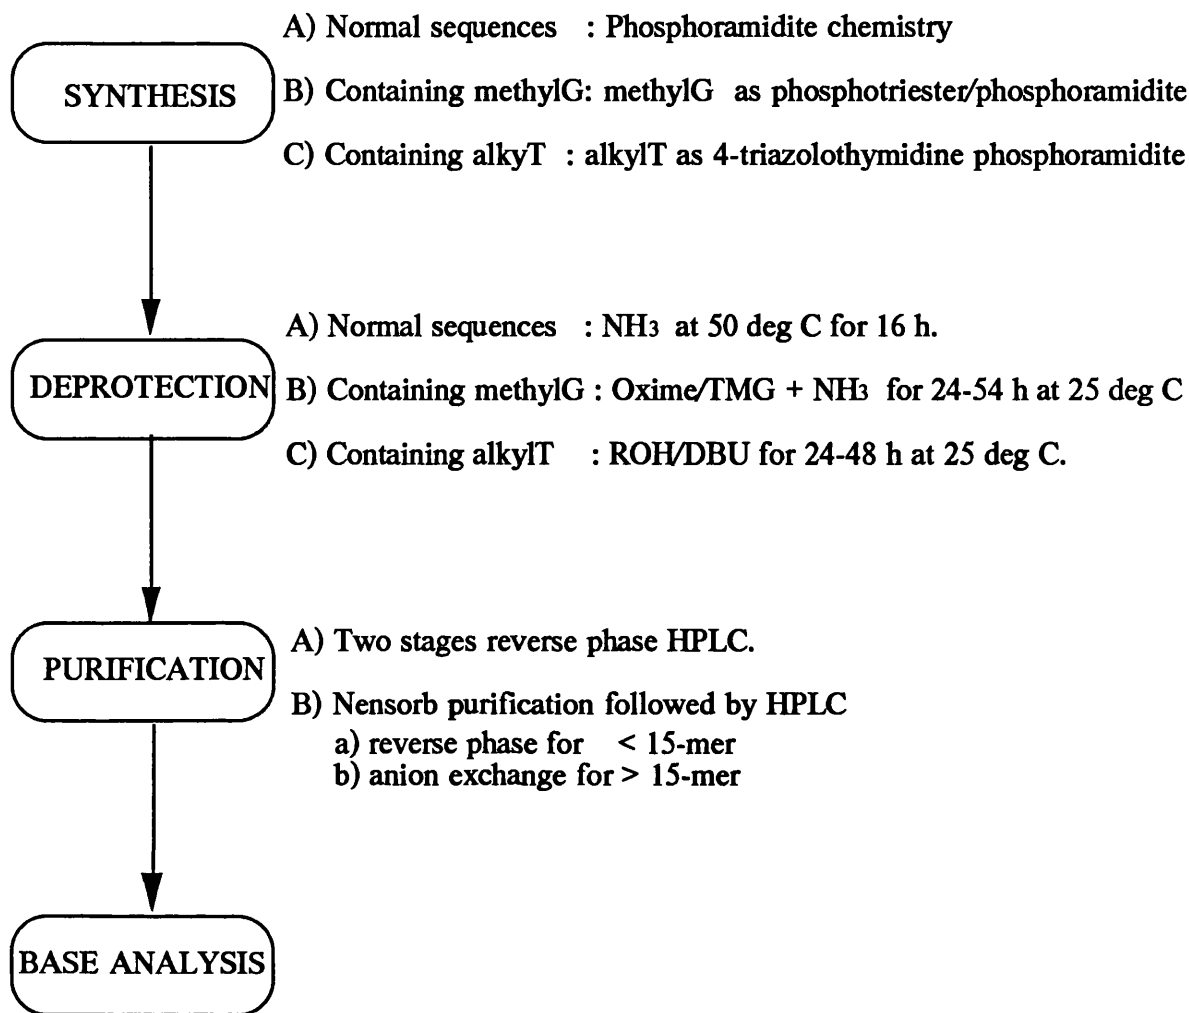 A) Normal sequences : Phosphoramidite chemistry
SYNTHESIS
B) Containing methylG: methylG as phosphotriester/phosphoramidite
C) Containing alkyT : alkylT as 4-triazolothymidine phosphoramidite
A) Normal sequences : NH3 at 50 deg C for 16 h.
DEPROTECTION
B) Containing methylG : Oxime/TMG + NH3 for 24-54 h at 25 deg C
C) Containing alkylT : ROH/DBU for 24-48 h at 25 deg C.
A) Two stages reverse phase HPLC.
PURIFICATION
B) Nensorb purification followed by HPLC
a) reverse phase for < 15-mer
b) anion exchange for > 15-mer
BASE ANALYSIS